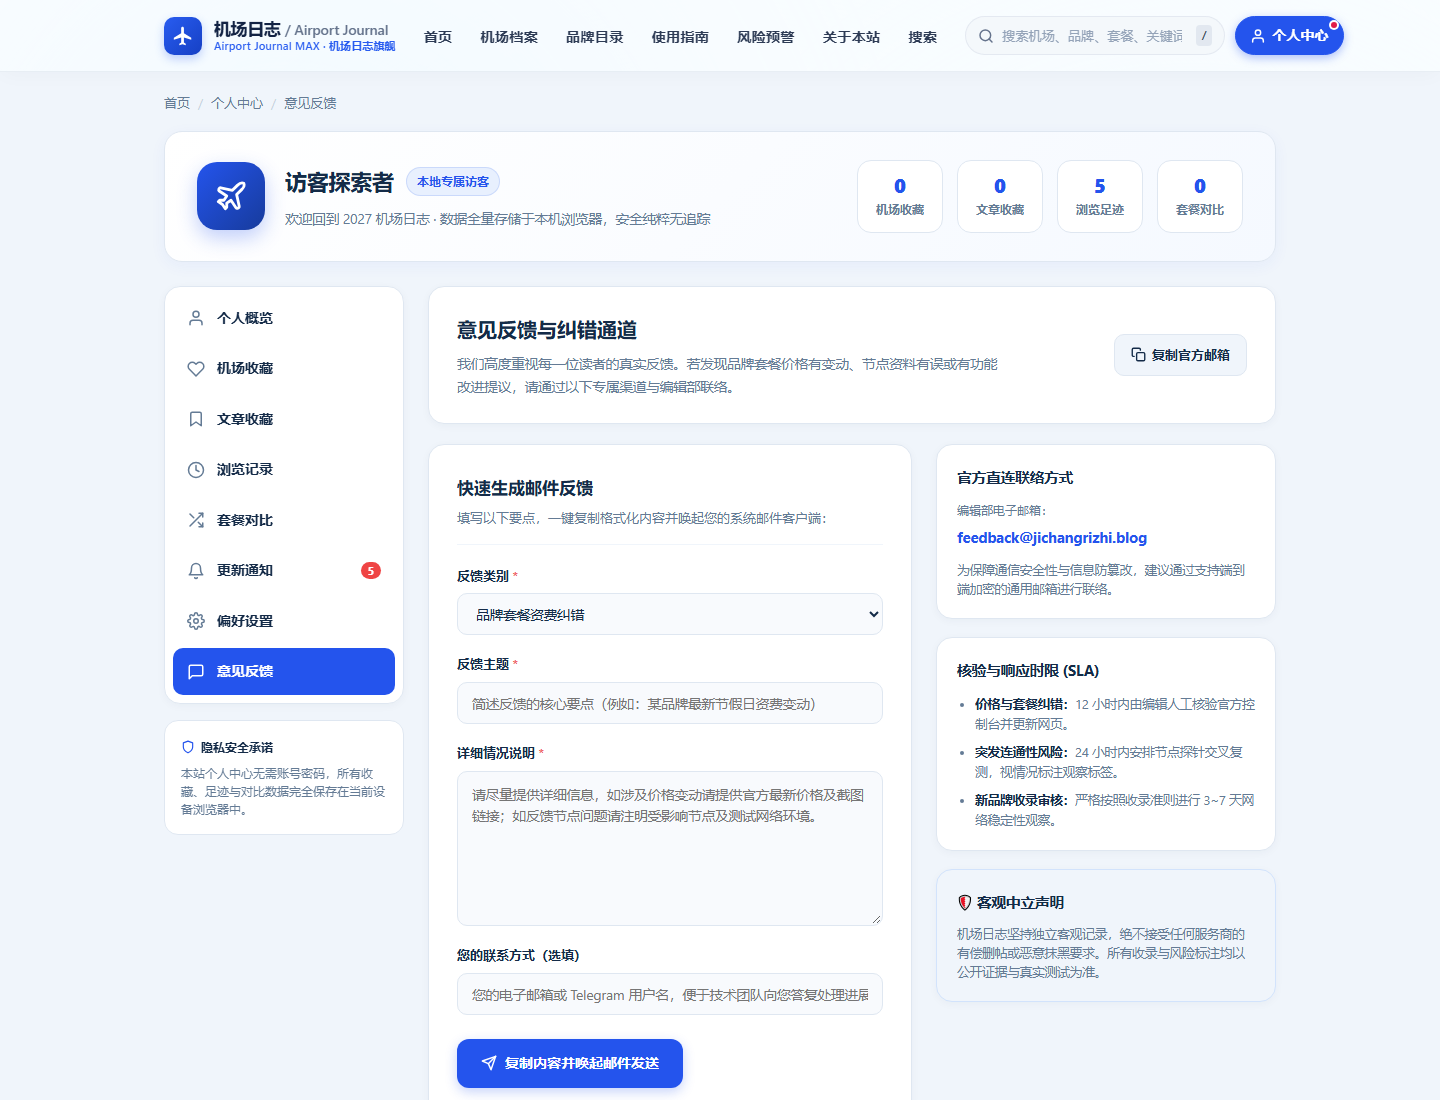 机场日志 / Airport Journal
Airport Journal MAX · 机场日志旗舰
首页
机场档案
品牌目录
使用指南
风险预警
关于本站
搜索
搜索机场、品牌、套餐、关键词
/
个人中心
首页 / 个人中心 / 意见反馈
访客探索者
本地专属访客
欢迎回到 2027 机场日志 · 数据全量存储于本机浏览器，安全纯粹无追踪
0
机场收藏
0
文章收藏
5
浏览足迹
0
套餐对比
个人概览
机场收藏
文章收藏
浏览记录
套餐对比
更新通知
5
偏好设置
意见反馈
隐私安全承诺
本站个人中心无需账号密码，所有收
藏、足迹与对比数据完全保存在当前设
备浏览器中。
意见反馈与纠错通道
我们高度重视每一位读者的真实反馈。若发现品牌套餐价格有变动、节点资料有误或有功能
改进提议，请通过以下专属渠道与编辑部联络。
复制官方邮箱
快速生成邮件反馈
填写以下要点，一键复制格式化内容并唤起您的系统邮件客户端：
反馈类别 *
品牌套餐资费纠错
反馈主题 *
简述反馈的核心要点（例如：某品牌最新节假日资费变动）
详细情况说明 *
请尽量提供详细信息，如涉及价格变动请提供官方最新价格及截图
链接；如反馈节点问题请注明受影响节点及测试网络环境。
您的联系方式（选填）
您的电子邮箱或 Telegram 用户名，便于技术团队向您答复处理进展
复制内容并唤起邮件发送
官方直连联络方式
编辑部电子邮箱：
feedback@jichangrizhi.blog
为保障通信安全性与信息防篡改，建议通过支持端到
端加密的通用邮箱进行联络。
核验与响应时限 (SLA)
价格与套餐纠错：12 小时内由编辑人工核验官方控
制台并更新网页。
突发连通性风险：24 小时内安排节点探针交叉复
测，视情况标注观察标签。
新品牌收录审核：严格按照收录准则进行 3~7 天网
络稳定性观察。
客观中立声明
机场日志坚持独立客观记录，绝不接受任何服务商的
有偿删帖或恶意抹黑要求。所有收录与风险标注均以
公开证据与真实测试为准。